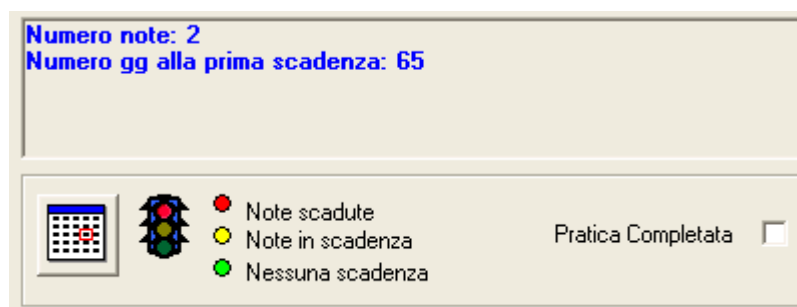 Numero note: 2
Numero gg alla prima scadenza: 65
Note scadute
Note in scadenza
Pratica Completata
Nessuna scadenza